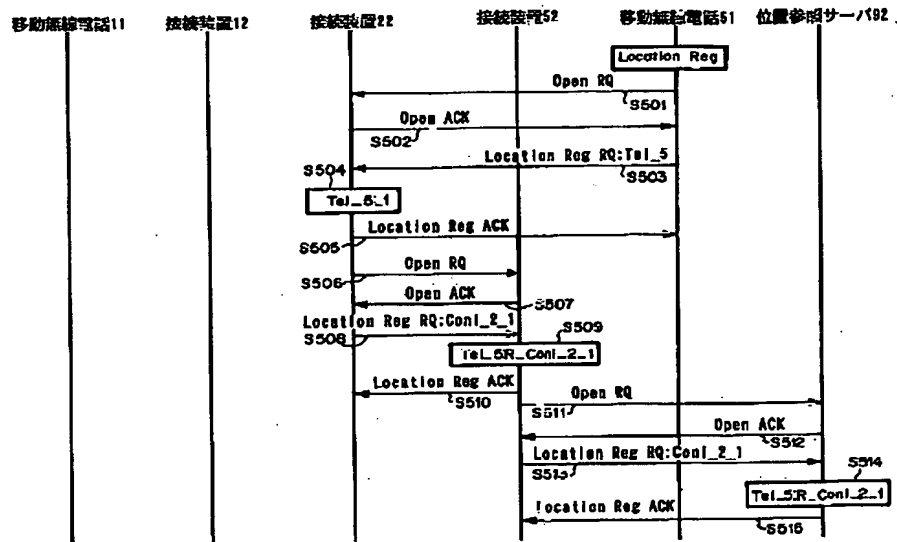 移動無線電話11
接続装置12
接続装置22
接続装置52
移動無線電話51
位置参照サーバ92
Location Reg
Open RQ
S501
Open ACK
S502
Location Reg RQ:Tel_5
S503
S504
Tel_5:_1
Location Reg ACK
S505
Open RQ
S506
Open ACK
S507
Location Reg RQ:Conl_2_1
S508
S509
Tel_5R_Conl_2_1
Location Reg ACK
S510
Open RQ
S511
Open ACK
S512
Location Reg RQ:Conl_2_1
S513
S514
Tel_5R_Conl_2_1
Location Reg ACK
S515